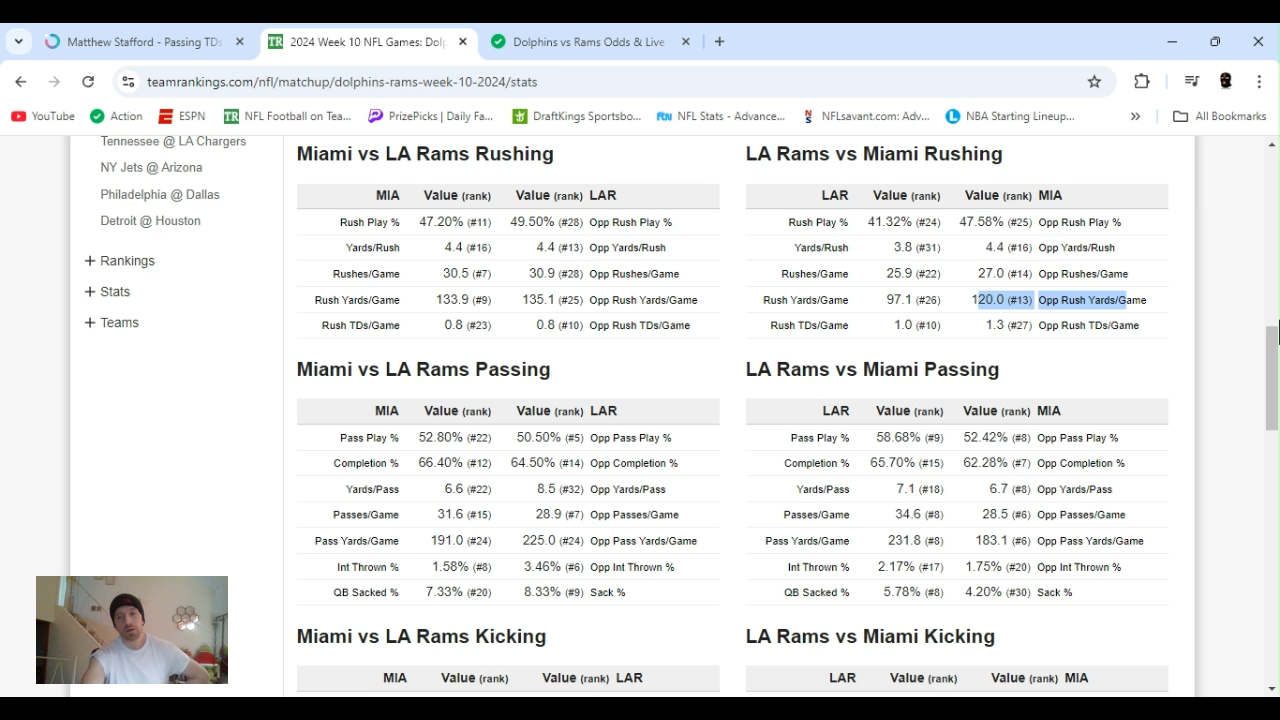 Matthew Stafford - Passing TDs
2024 Week 10 NFL Games: Dolp
Dolphins vs Rams Odds & Live
teamrankings.com/nfl/matchup/dolphins-rams-week-10-2024/stats
YouTube Action ESPN NFL Football on Tea... PrizePicks | Daily Fa... DraftKings Sportsbo... NFL Stats - Advance... NFLsavant.com: Adv... NBA Starting Lineup... » All Bookmarks
Tennessee @ LA Chargers
NY Jets @ Arizona
Philadelphia @ Dallas
Detroit @ Houston
+ Rankings
+ Stats
+ Teams
Miami vs LA Rams Rushing
MIA Value (rank) Value (rank) LAR
Rush Play % 47.20% (#11) 49.50% (#28) Opp Rush Play %
Yards/Rush 4.4 (#16) 4.4 (#13) Opp Yards/Rush
Rushes/Game 30.5 (#7) 30.9 (#28) Opp Rushes/Game
Rush Yards/Game 133.9 (#9) 135.1 (#25) Opp Rush Yards/Game
Rush TDs/Game 0.8 (#23) 0.8 (#10) Opp Rush TDs/Game
LA Rams vs Miami Rushing
LAR Value (rank) Value (rank) MIA
Rush Play % 41.32% (#24) 47.58% (#25) Opp Rush Play %
Yards/Rush 3.8 (#31) 4.4 (#16) Opp Yards/Rush
Rushes/Game 25.9 (#22) 27.0 (#14) Opp Rushes/Game
Rush Yards/Game 97.1 (#26) 120.0 (#13) Opp Rush Yards/Game
Rush TDs/Game 1.0 (#10) 1.3 (#27) Opp Rush TDs/Game
Miami vs LA Rams Passing
MIA Value (rank) Value (rank) LAR
Pass Play % 52.80% (#22) 50.50% (#5) Opp Pass Play %
Completion % 66.40% (#12) 64.50% (#14) Opp Completion %
Yards/Pass 6.6 (#22) 8.5 (#32) Opp Yards/Pass
Passes/Game 31.6 (#15) 28.9 (#7) Opp Passes/Game
Pass Yards/Game 191.0 (#24) 225.0 (#24) Opp Pass Yards/Game
Int Thrown % 1.58% (#8) 3.46% (#6) Opp Int Thrown %
QB Sacked % 7.33% (#20) 8.33% (#9) Sack %
LA Rams vs Miami Passing
LAR Value (rank) Value (rank) MIA
Pass Play % 58.68% (#9) 52.42% (#8) Opp Pass Play %
Completion % 65.70% (#15) 62.28% (#7) Opp Completion %
Yards/Pass 7.1 (#18) 6.7 (#8) Opp Yards/Pass
Passes/Game 34.6 (#8) 28.5 (#6) Opp Passes/Game
Pass Yards/Game 231.8 (#8) 183.1 (#6) Opp Pass Yards/Game
Int Thrown % 2.17% (#17) 1.75% (#20) Opp Int Thrown %
QB Sacked % 5.78% (#8) 4.20% (#30) Sack %
Miami vs LA Rams Kicking
MIA Value (rank) Value (rank) LAR
LA Rams vs Miami Kicking
LAR Value (rank) Value (rank) MIA